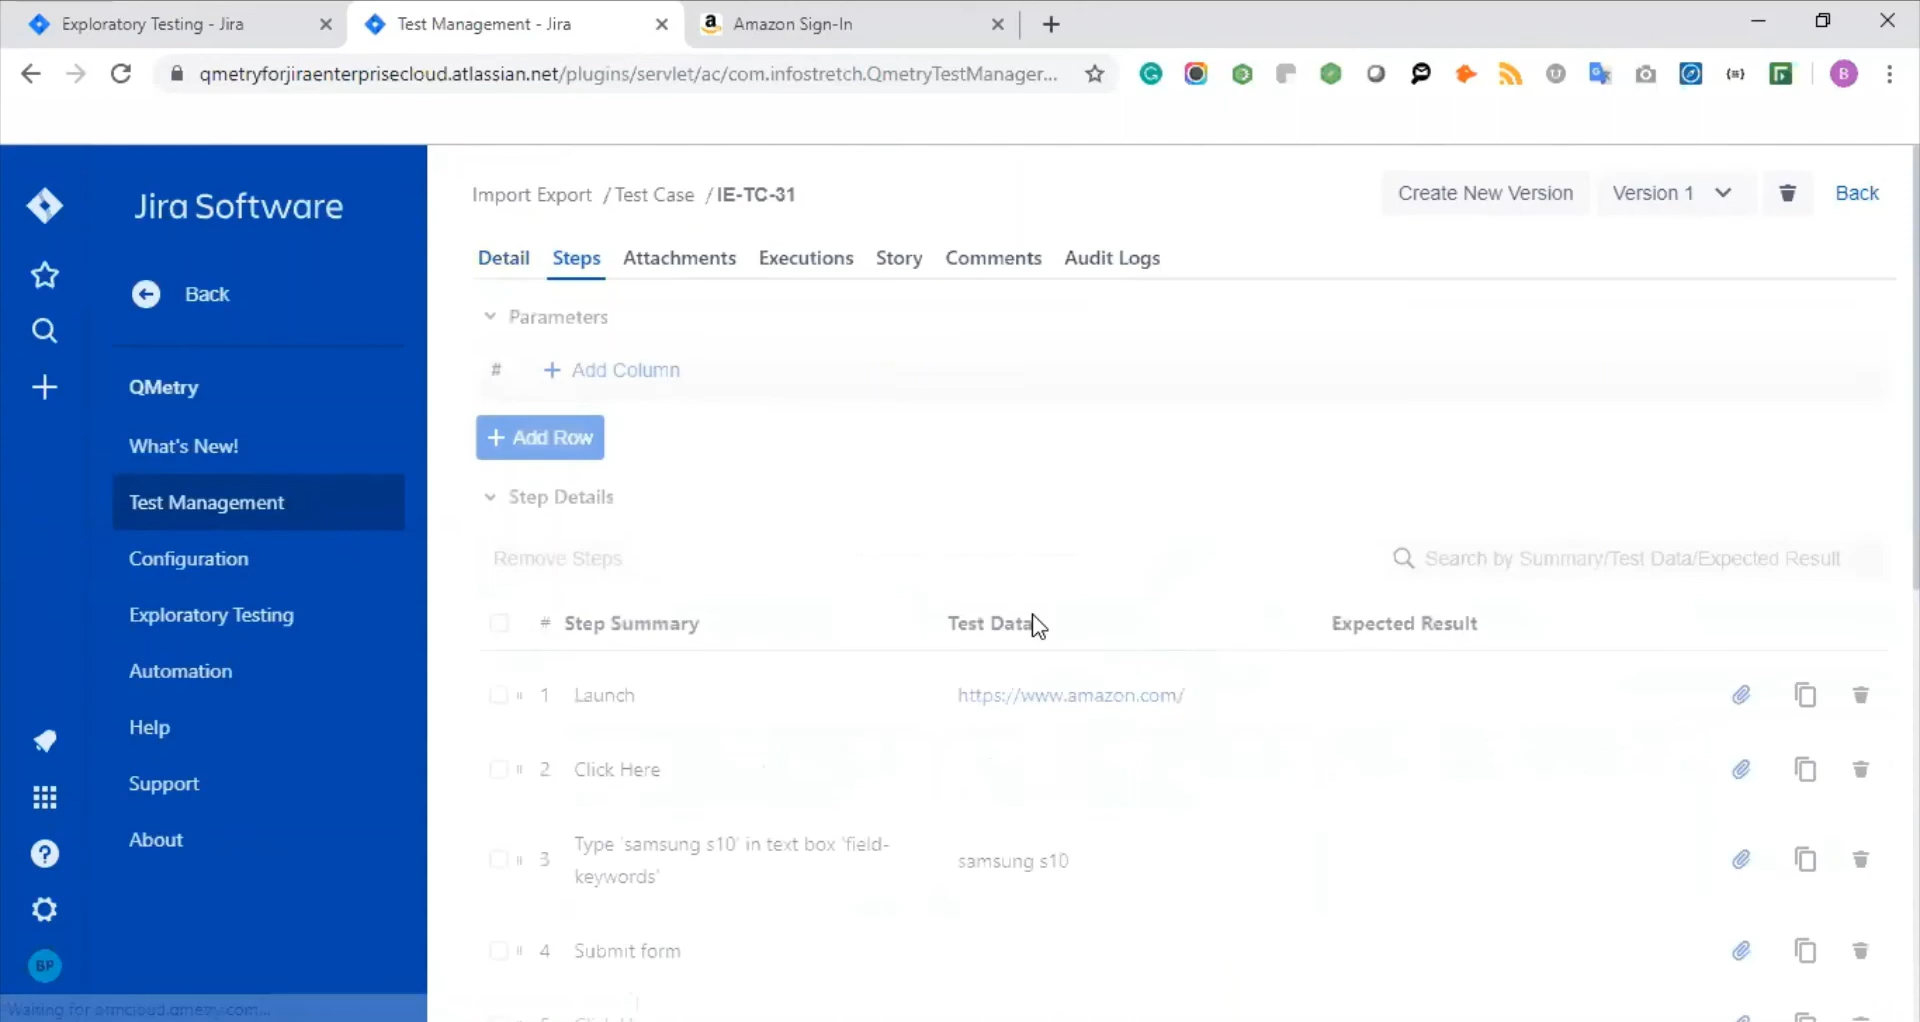 Exploratory Testing - Jira
Test Management - Jira
Amazon Sign-In
qmetryforjiraenterprisecloud.atlassian.net/plugins/servlet/ac/com.infostretch.QmetryTestManager...
B
Jira Software
Back
QMetry
What's New!
Test Management
Configuration
Exploratory Testing
Automation
Help
Support
About
BP
Import Export / Test Case / IE-TC-31
Create New Version
Version 1
Back
Detail
Steps
Attachments
Executions
Story
Comments
Audit Logs
Parameters
# + Add Column
+ Add Row
Step Details
Remove Steps
Search by Summary/Test Data/Expected Result
# Step Summary Test Data Expected Result
1 Launch https://www.amazon.com/
2 Click Here
3 Type 'samsung s10' in text box 'field-
keywords' samsung s10
4 Submit form